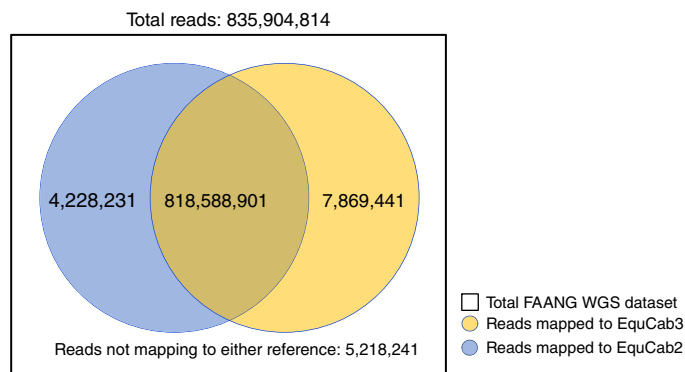 Total reads: 835,904,814
4,228,231
818,588,901
7,869,441
Reads not mapping to either reference: 5,218,241
Total FAANG WGS dataset
Reads mapped to EquCab3
Reads mapped to EquCab2